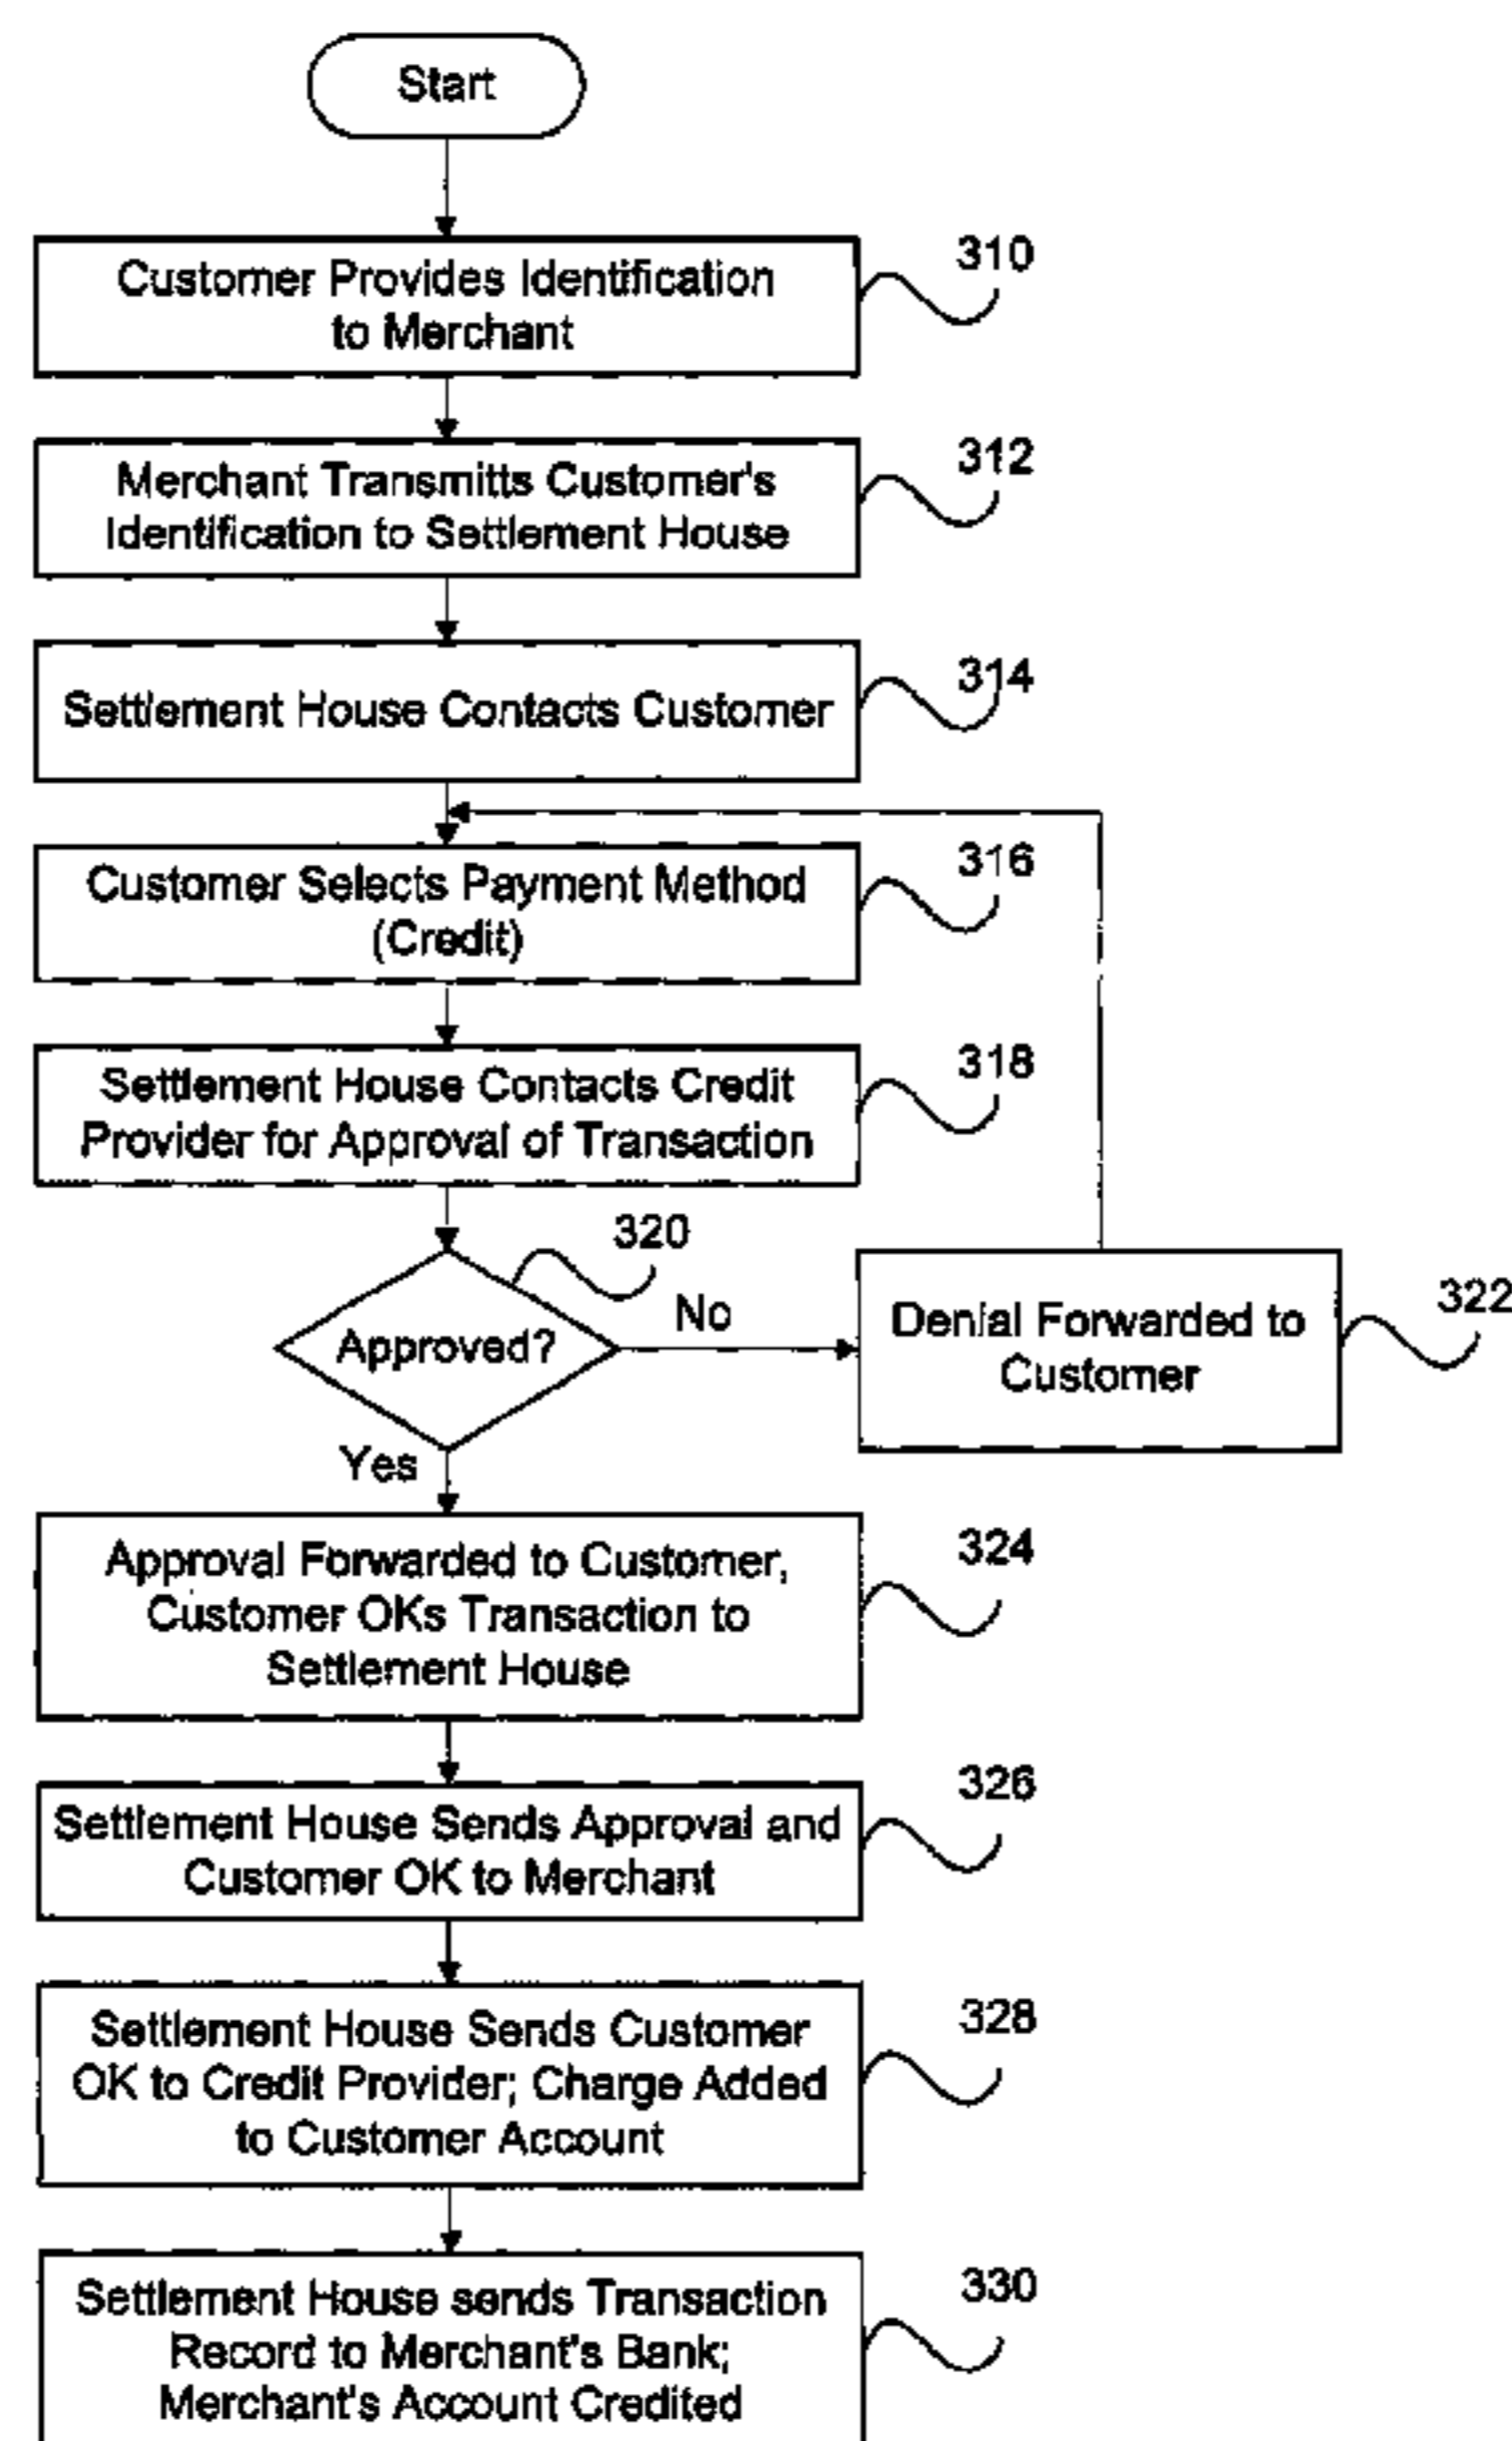 Start
310
Customer Provides Identification
to Merchant
312
Merchant Transmitts Customer's
Identification to Settlement House
314
Settlement House Contacts Customer
316
Customer Selects Payment Method
(Credit)
318
Settlement House Contacts Credit
Provider for Approval of Transaction
320
Approved?
No
322
Denial Forwarded to
Customer
Yes
324
Approval Forwarded to Customer,
Customer OKs Transaction to
Settlement House
326
Settlement House Sends Approval and
Customer OK to Merchant
328
Settlement House Sends Customer
OK to Credit Provider; Charge Added
to Customer Account
330
Settlement House sends Transaction
Record to Merchant's Bank;
Merchant's Account Credited